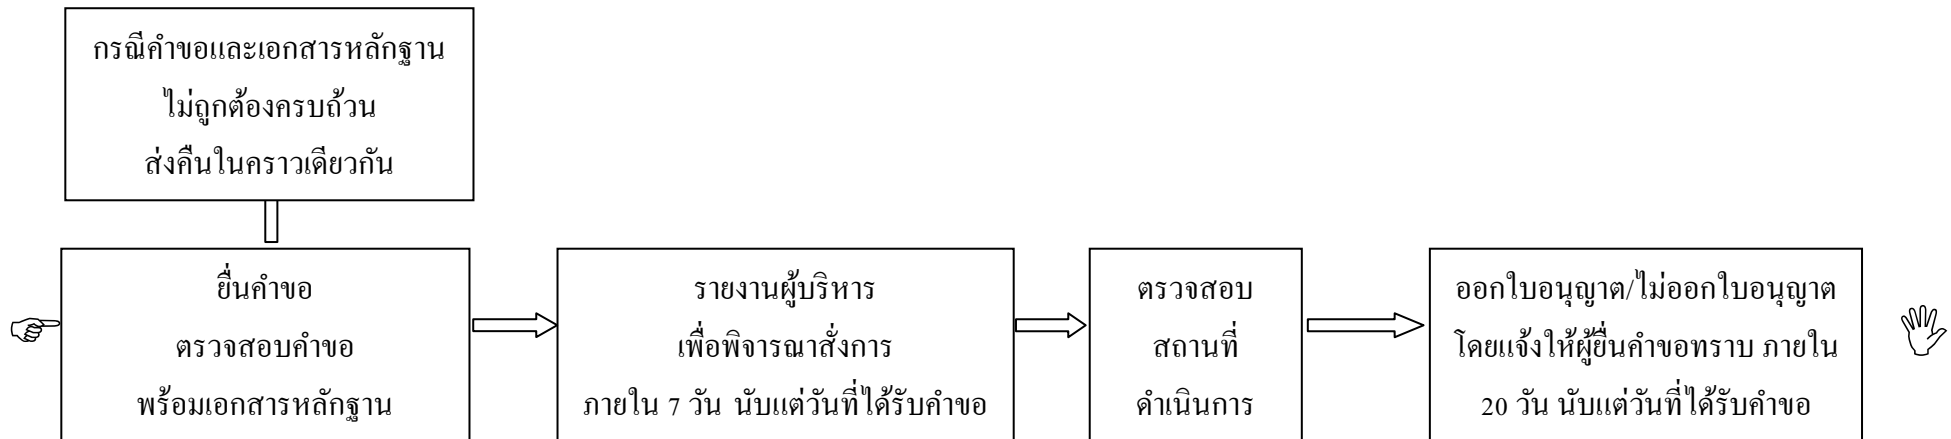 กรณีคำขอและเอกสารหลักฐาน
ไม่ถูกต้องครบถ้วน
ส่งคืนในคราวเดียวกัน
ยื่นคำขอ
ตรวจสอบคำขอ
พร้อมเอกสารหลักฐาน
รายงานผู้บริหาร
เพื่อพิจารณาสั่งการ
ภายใน 7 วัน นับแต่วันที่ได้รับคำขอ
ตรวจสอบ
สถานที่
ดำเนินการ
ออกใบอนุญาต/ไม่ออกใบอนุญาต
โดยแจ้งให้ผู้ยื่นคำขอทราบ ภายใน
20 วัน นับแต่วันที่ได้รับคำขอ